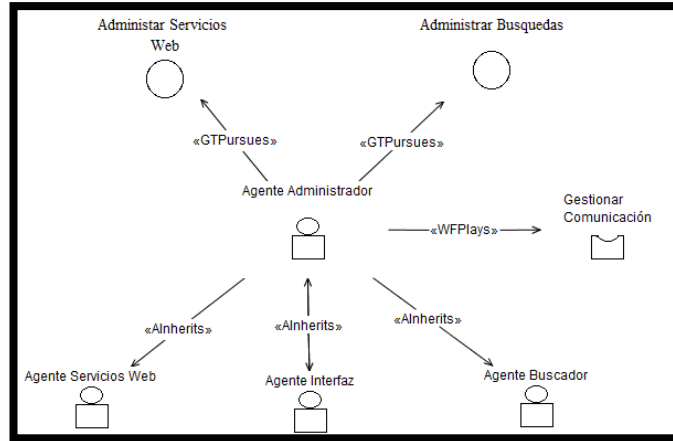 Administar Servicios
Web
Administrar Busquedas
«GTPursues»
«GTPursues»
Agente Administrador
Gestionar
Comunicación
«WFPlays»
«AInherits»
«AInherits»
«AInherits»
Agente Servicios Web
Agente Interfaz
Agente Buscador